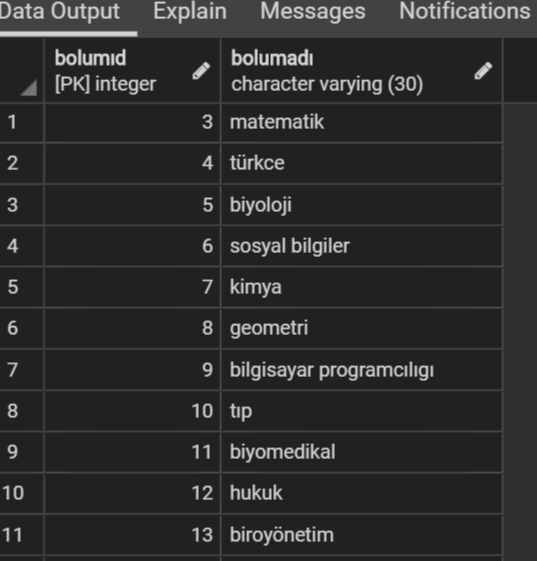 Data Output Explain Messages Notifications
bolumıd bolumadı
[PK] integer character varying (30)
1 3 matematik
2 4 türkce
3 5 biyoloji
4 6 sosyal bilgiler
5 7 kimya
6 8 geometri
7 9 bilgisayar programcılıgı
8 10 tıp
9 11 biyomedikal
10 12 hukuk
11 13 biroyönetim